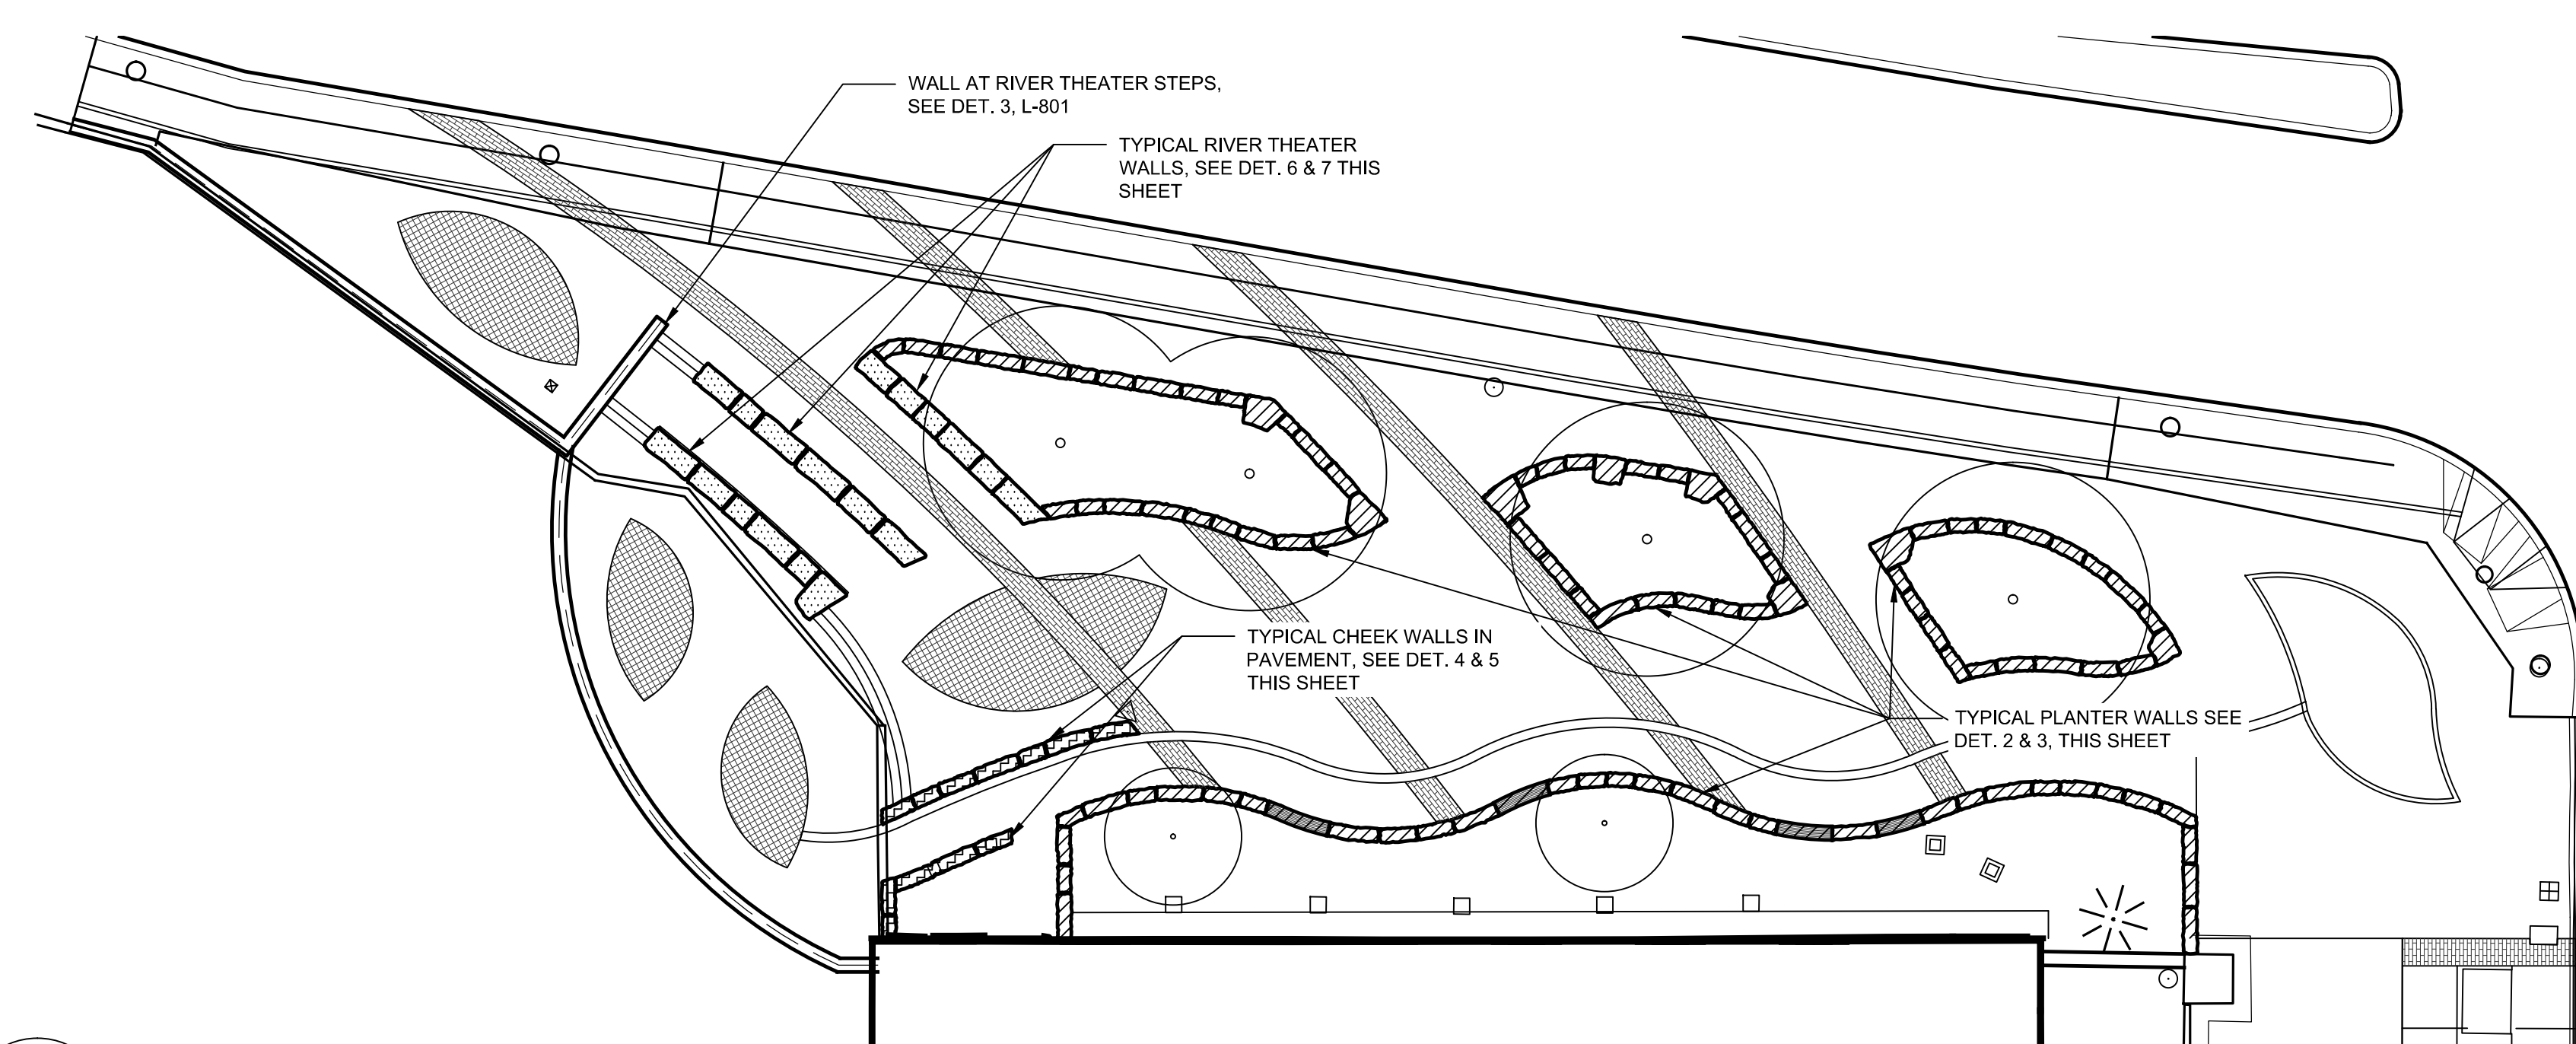 WALL AT RIVER THEATER STEPS,
SEE DET. 3, L-801
TYPICAL RIVER THEATER
WALLS, SEE DET. 6 & 7 THIS
SHEET
TYPICAL CHEEK WALLS IN
PAVEMENT, SEE DET. 4 & 5
THIS SHEET
TYPICAL PLANTER WALLS SEE
DET. 2 & 3, THIS SHEET